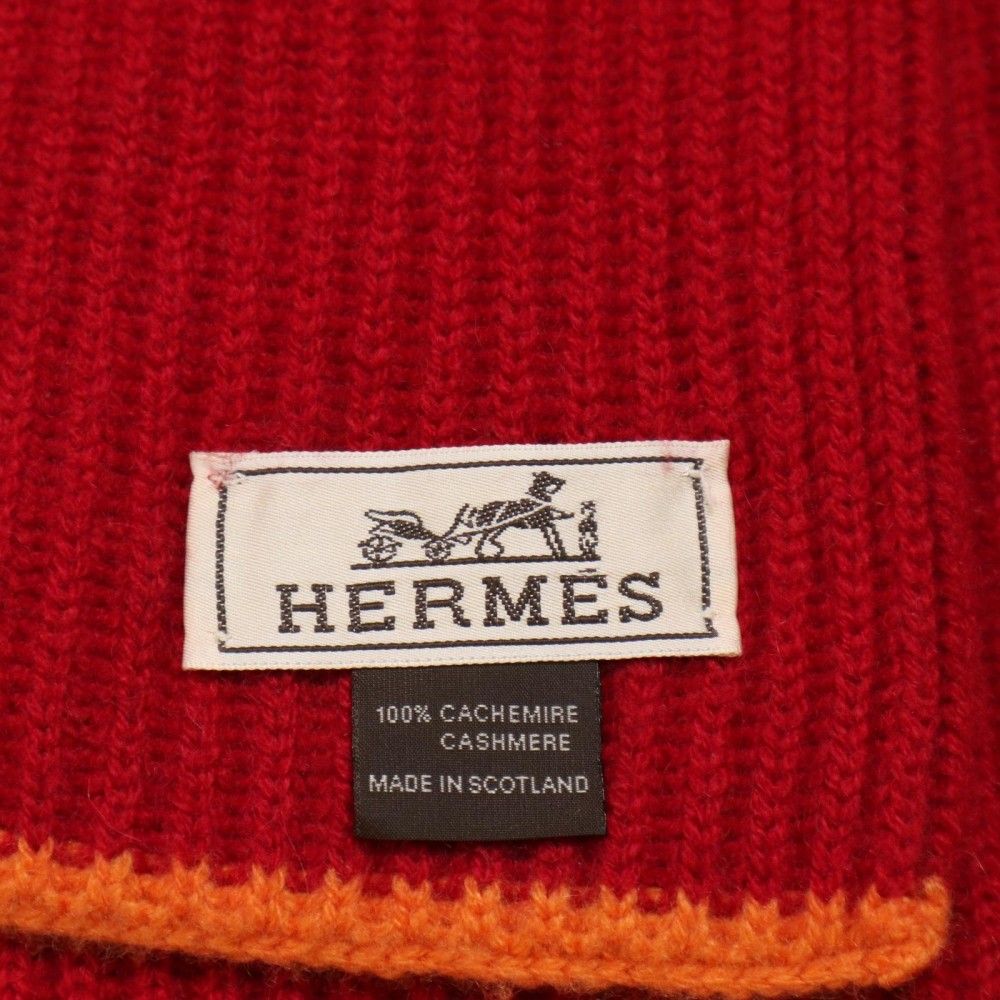 HERMÈS
100% CACHEMIRE
CASHMERE
MADE IN SCOTLAND